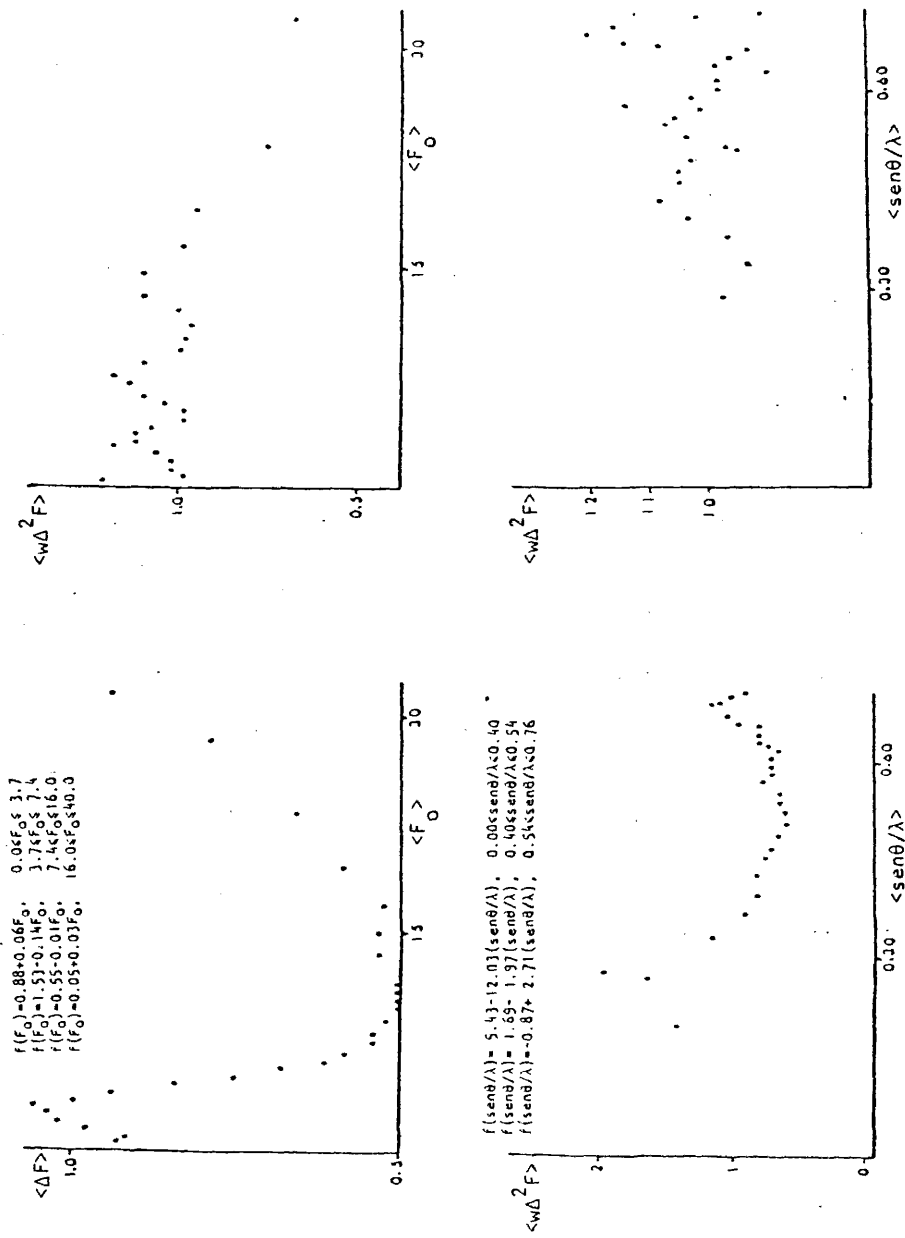 <ΔF>
f(F₀)=0.88+0.06F₀, 0.0≤F₀≤ 3.7
f(F₀)=1.53-0.14F₀, 3.7≤F₀≤ 7.4
f(F₀)=0.55-0.01F₀, 7.4≤F₀≤16.0
f(F₀)=0.05+0.03F₀, 16.0≤F₀≤40.0
1.0
0.5
15
30
<F₀>
<wΔ²F>
1.0
0.5
15
30
<F₀>
<wΔ²F>
f(senθ/λ)= 5.43-12.03(senθ/λ), 0.00≤senθ/λ≤0.40
f(senθ/λ)= 1.69- 1.97(senθ/λ), 0.40≤senθ/λ≤0.54
f(senθ/λ)=-0.87+ 2.71(senθ/λ), 0.54≤senθ/λ≤0.76
2
1
0
0.30
0.60
<senθ/λ>
<wΔ²F>
1.2
1.1
1.0
0.30
0.60
<senθ/λ>